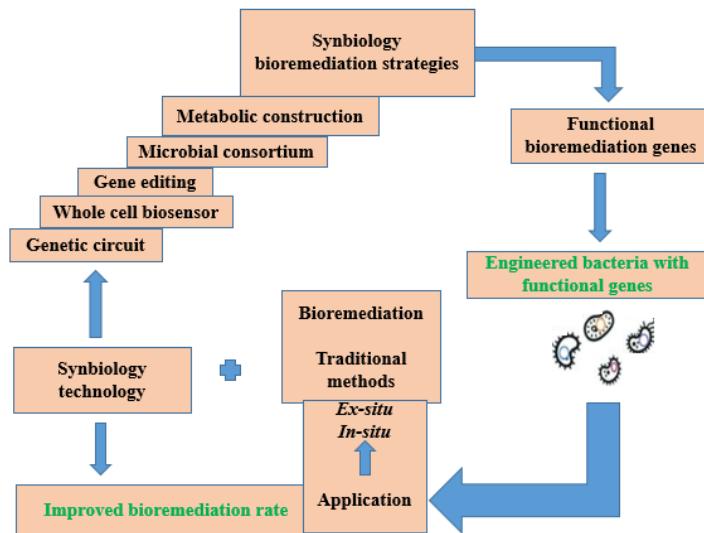 Synbiology
bioremediation strategies
Metabolic construction
Microbial consortium
Gene editing
Whole cell biosensor
Genetic circuit
Functional
bioremediation genes
Engineered bacteria with
functional genes
Synbiology
technology
Bioremediation
Traditional
methods
Ex-situ
In-situ
Application
Improved bioremediation rate